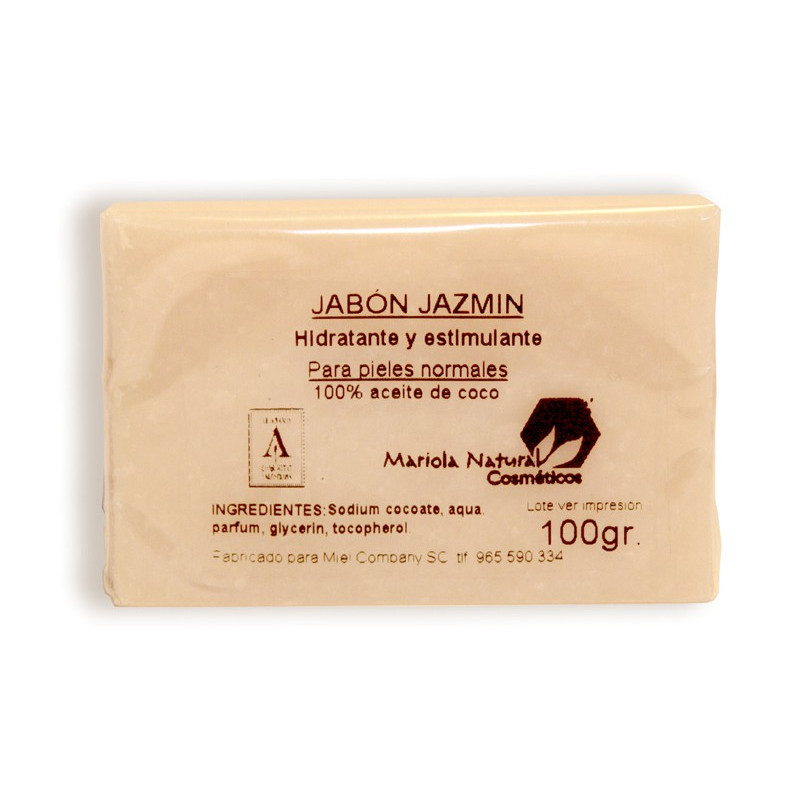 JABÓN JAZMIN
Hidratante y estimulante
Para pieles normales
100% aceite de coco
A
Mariola Natural
Cosméticos
INGREDIENTES: Sodium cocoate, aqua,
parfum, glycerin, tocopherol.
Lote ver impresión
100gr.
Fabricado para Miel Company SC tlf 965 590 334